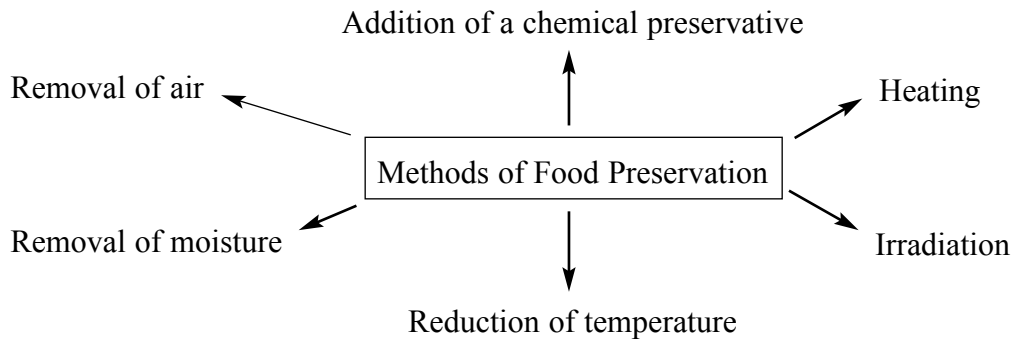 Addition of a chemical preservative
Removal of air
Heating
Methods of Food Preservation
Removal of moisture
Irradiation
Reduction of temperature